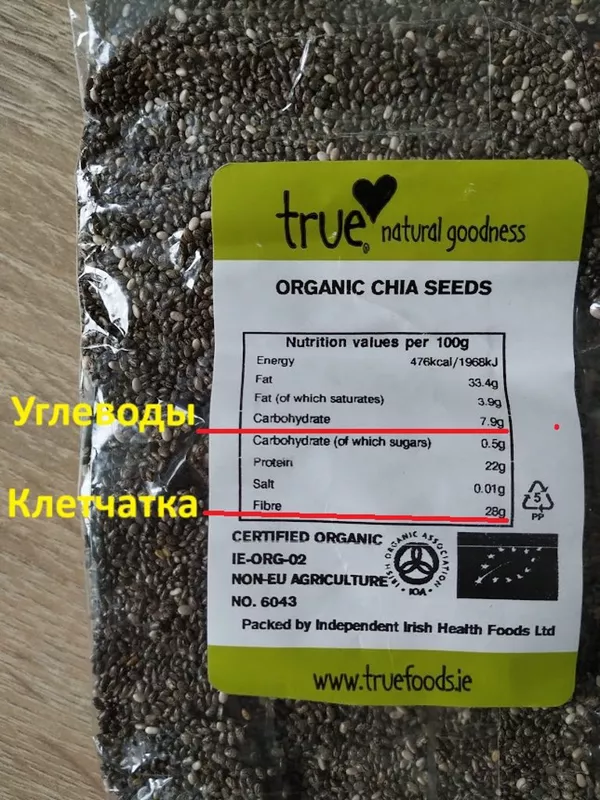 true® natural goodness
ORGANIC CHIA SEEDS
Nutrition values per 100g
Energy 476kcal/1968kJ
Fat 33.4g
Fat (of which saturates) 3.9g
Углеводы
Carbohydrate 7.9g
Carbohydrate (of which sugars) 0.5g
Protein 22g
Salt 0.01g
Клетчатка
Fibre 28g
5
PP
CERTIFIED ORGANIC
IE-ORG-02
NON-EU AGRICULTURE
NO. 6043
IRISH ORGANIC ASSOCIATION
· IOA ·
Packed by Independent Irish Health Foods Ltd
www.truefoods.ie